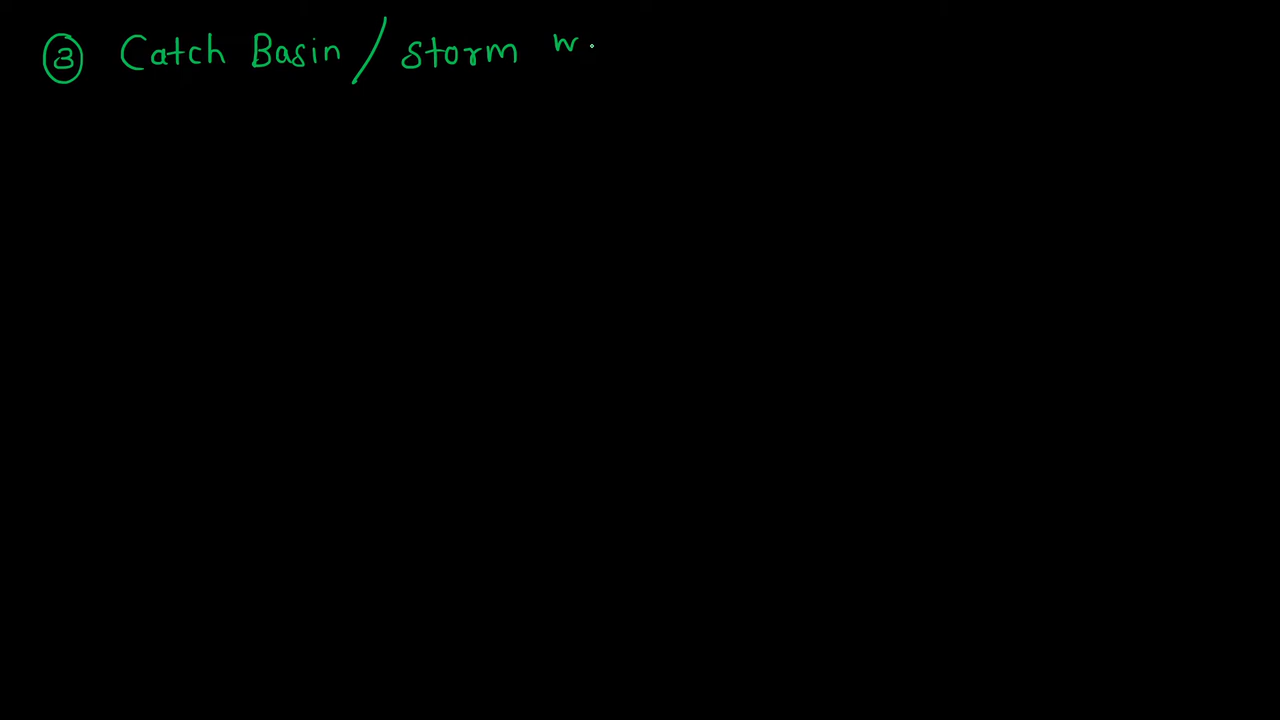 ③ Catch Basin / Storm w